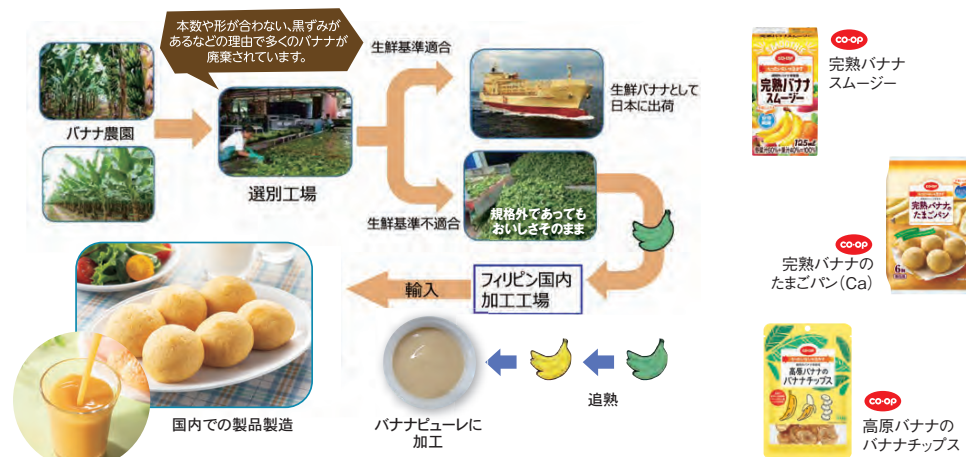 本数や形が合わない、黒ずみが
あるなどの理由で多くのバナナが
廃棄されています。
バナナ農園
選別工場
生鮮基準適合
生鮮バナナとして
日本に出荷
生鮮基準不適合
規格外であっても
おいしさそのまま
フィリピン国内
加工工場
輸入
追熟
バナナピューレに
加工
国内での製品製造
co·op
完熟バナナ
スムージー
co·op
完熟バナナ
スムージー
125ml
co·op
完熟バナナの
たまごパン(Ca)
co·op
完熟バナナの
たまごパン
co·op
高原バナナの
バナナチップス
co·op
高原バナナの
バナナチップス